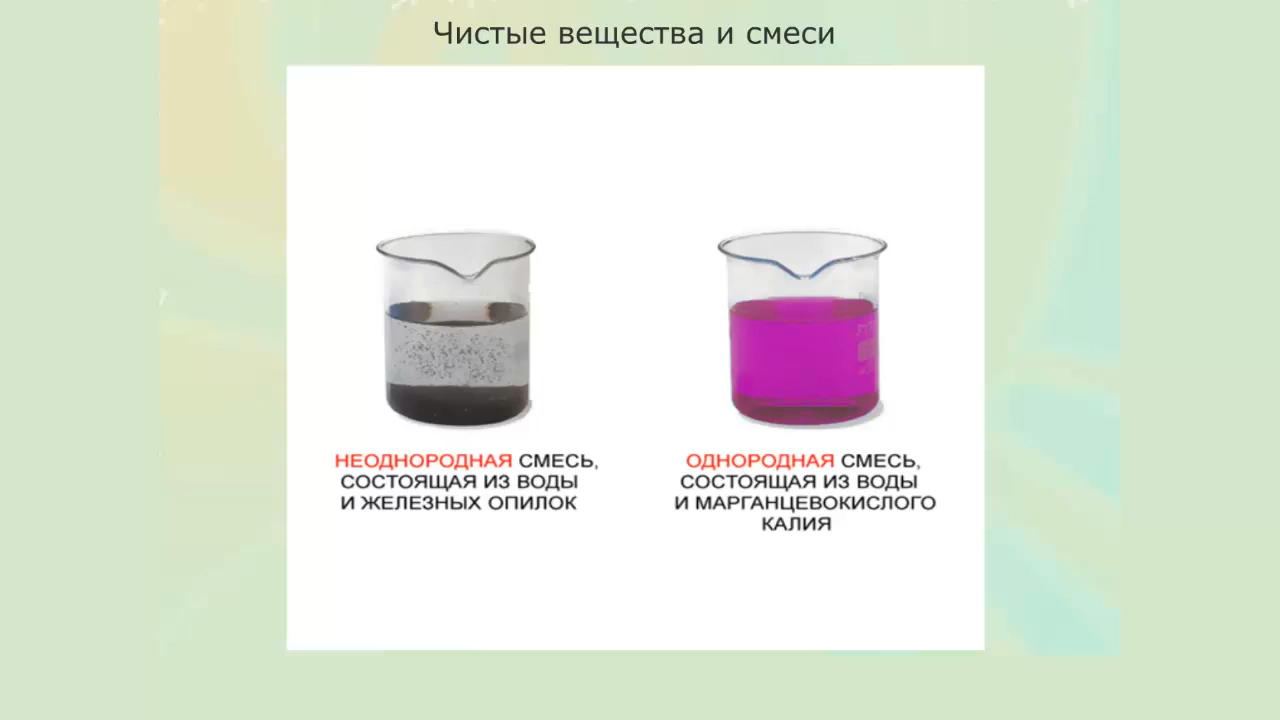 Чистые вещества и смеси
НЕОДНОРОДНАЯ СМЕСЬ,
СОСТОЯЩАЯ ИЗ ВОДЫ
И ЖЕЛЕЗНЫХ ОПИЛОК
ОДНОРОДНАЯ СМЕСЬ,
СОСТОЯЩАЯ ИЗ ВОДЫ
И МАРГАНЦЕВОКИСЛОГО
КАЛИЯ